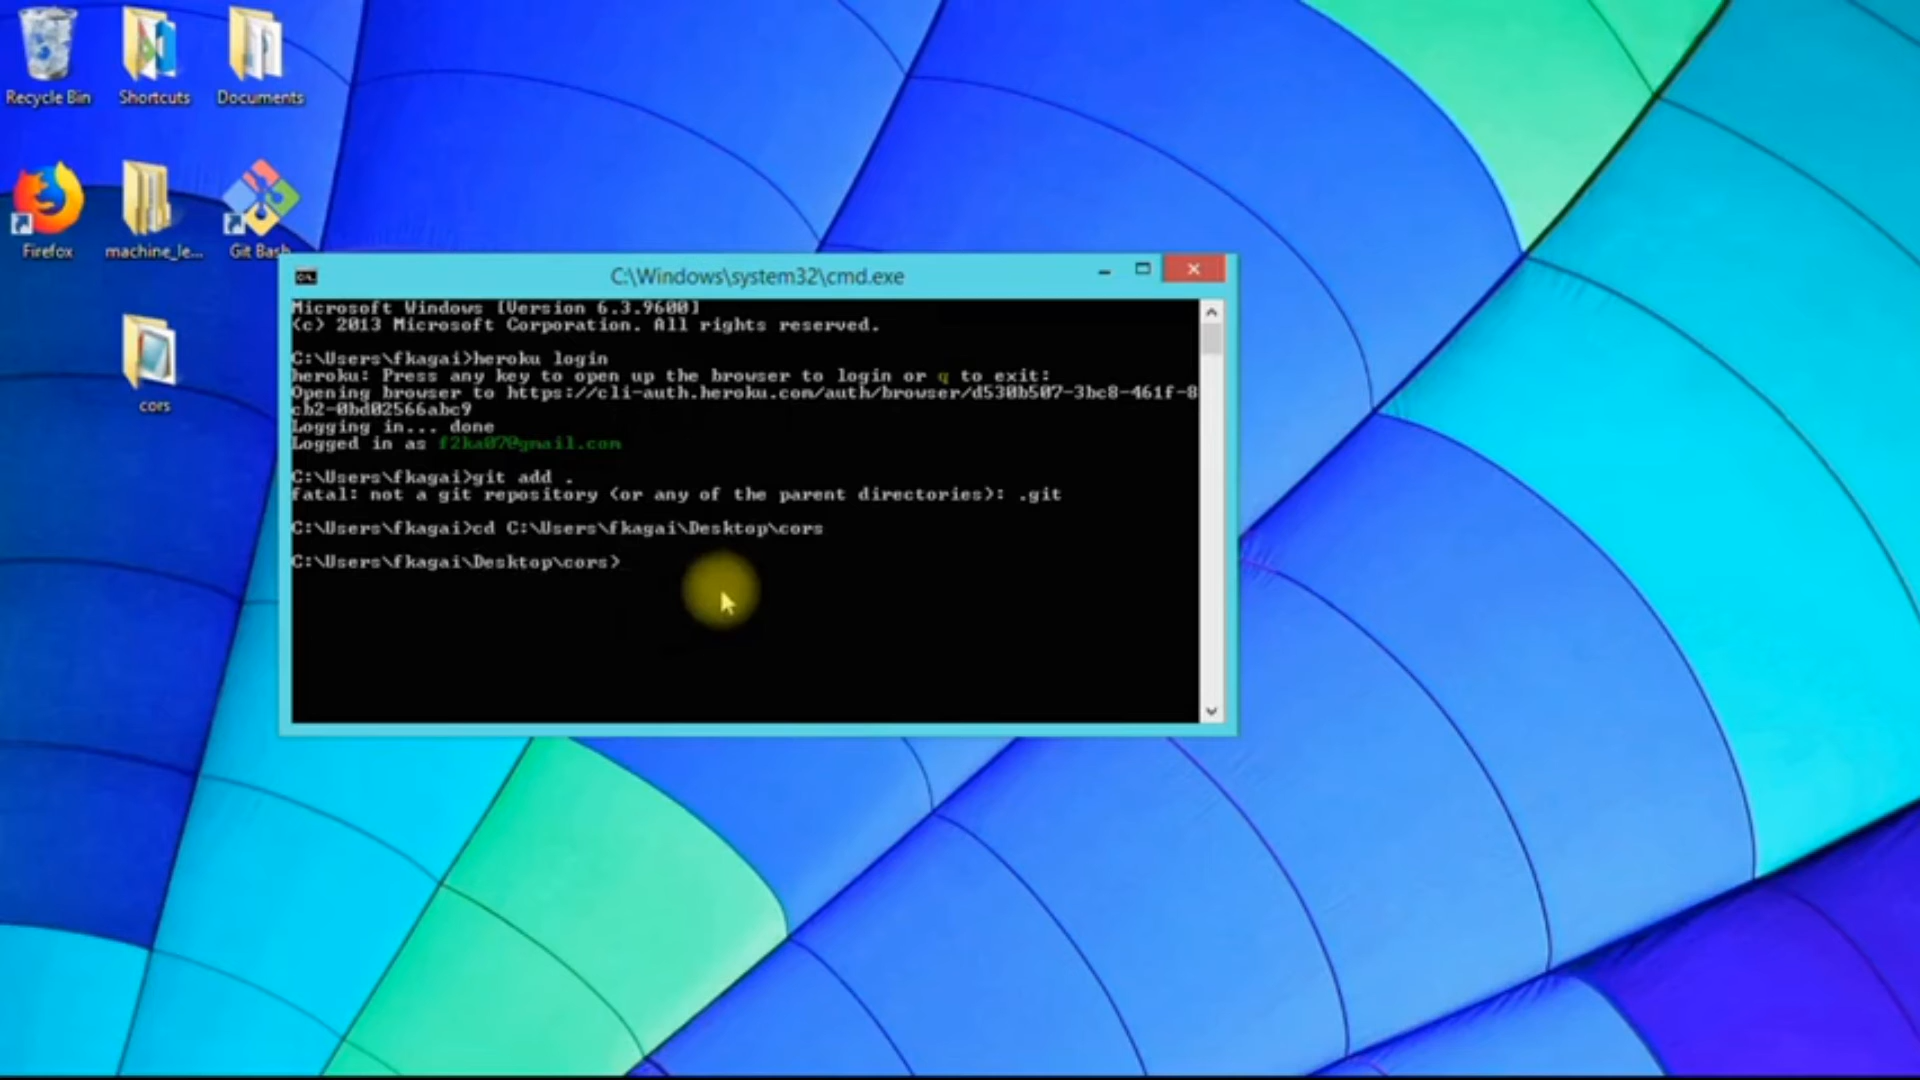 Recycle Bin
Shortcuts
Documents
Firefox
machine_le...
Git Bash
cors
C:\Windows\system32\cmd.exe
Microsoft Windows [Version 6.3.9600]
(c) 2013 Microsoft Corporation. All rights reserved.
C:\Users\fkagai>heroku login
heroku: Press any key to open up the browser to login or q to exit:
Opening browser to https://cli-auth.heroku.com/auth/browser/d530b507-3bc8-461f-8
cb2-0bd02566abc9
Logging in... done
Logged in as f2ka07@gmail.com
C:\Users\fkagai>git add .
fatal: not a git repository (or any of the parent directories): .git
C:\Users\fkagai>cd C:\Users\fkagai\Desktop\cors
C:\Users\fkagai\Desktop\cors>